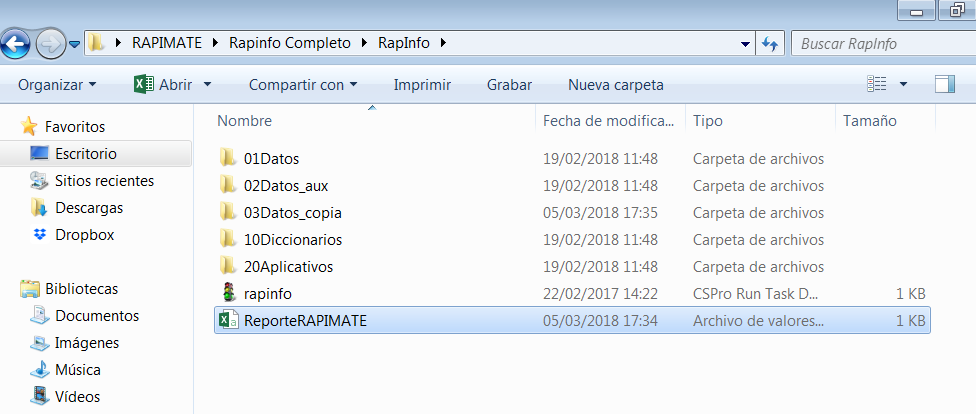 RAPIMATE Rapinfo Completo RapInfo Buscar RapInfo
Organizar Abrir Compartir con Imprimir Grabar Nueva carpeta
Nombre Fecha de modifica... Tipo Tamaño
Favoritos
Escritorio
Sitios recientes
Descargas
Dropbox
Bibliotecas
Documentos
Imágenes
Música
Vídeos
01Datos 19/02/2018 11:48 Carpeta de archivos
02Datos_aux 19/02/2018 11:48 Carpeta de archivos
03Datos_copia 05/03/2018 17:35 Carpeta de archivos
10Diccionarios 19/02/2018 11:48 Carpeta de archivos
20Aplicativos 19/02/2018 11:48 Carpeta de archivos
rapinfo 22/02/2017 14:22 CSPro Run Task D... 1 KB
ReporteRAPIMATE 05/03/2018 17:34 Archivo de valores... 1 KB